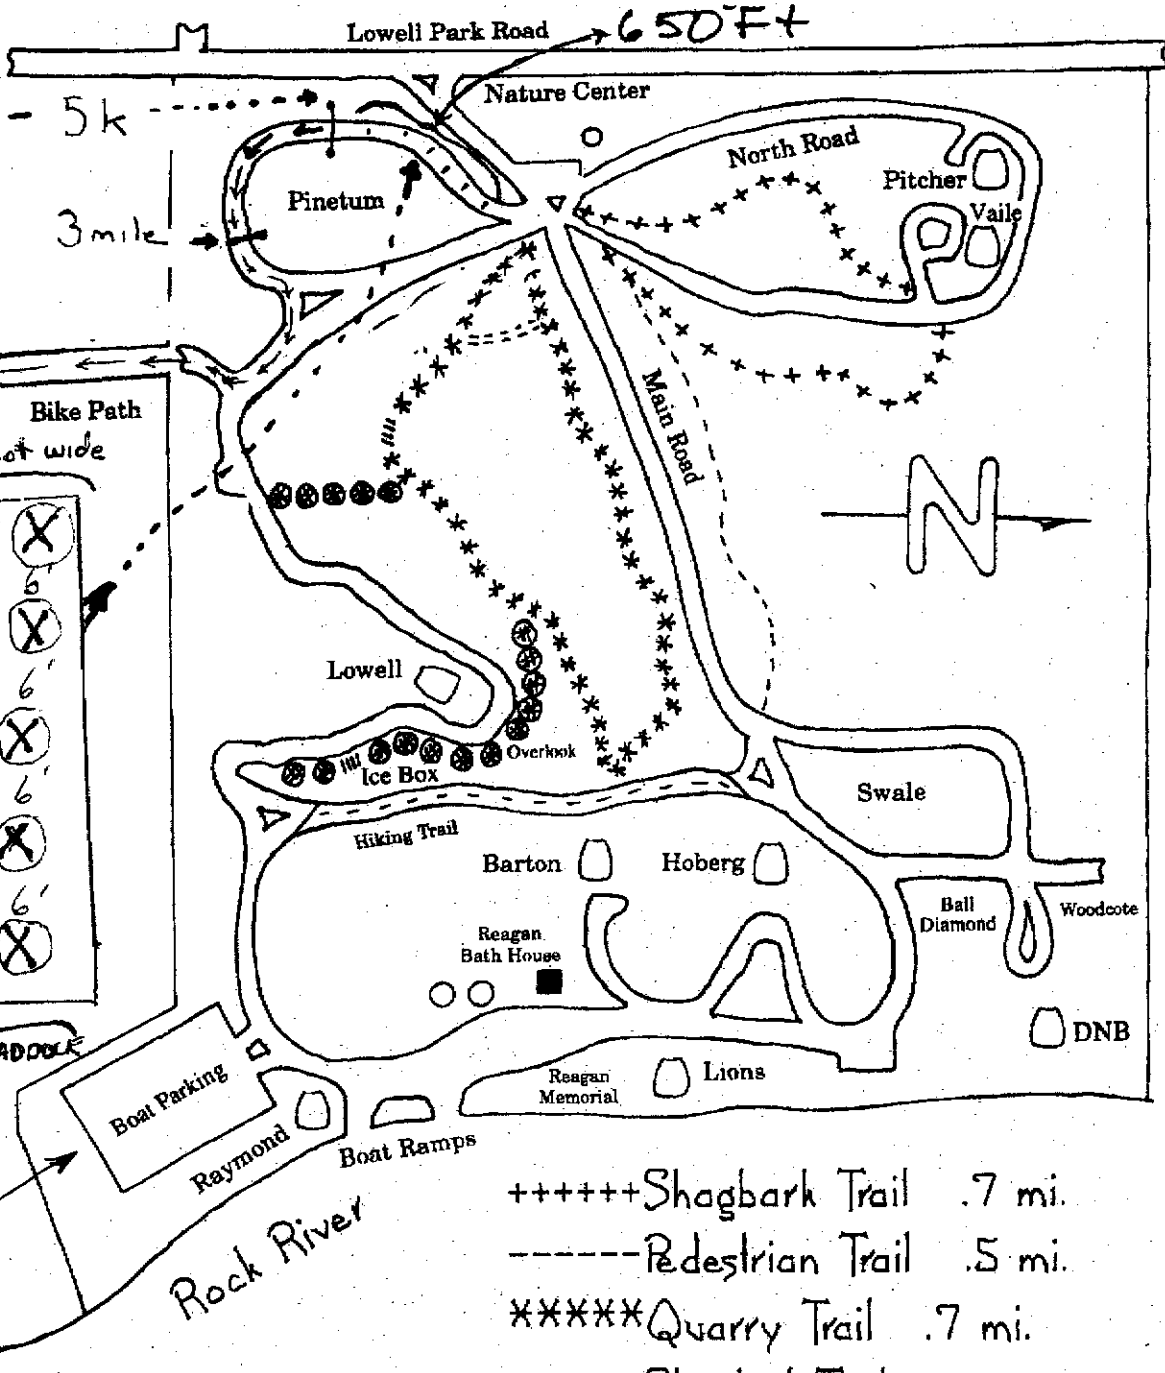 Lowell Park Road
650 Ft
Nature Center
- 5k
North Road
Pitcher
Pinetum
Vaile
3 mile
Main Road
Bike Path
wide
N
X
6'
X
6'
Lowell
X
6'
Overlook
Ice Box
Swale
Hiking Trail
X
Barton
Hoberg
6'
Ball
Diamond
Woodcote
Reagan
Bath House
X
DNB
Boat Parking
Reagan
Memorial
Lions
Raymond
Boat Ramps
Rock River
++++++ Shagbark Trail .7 mi.
------ Pedestrian Trail .5 mi.
***** Quarry Trail .7 mi.